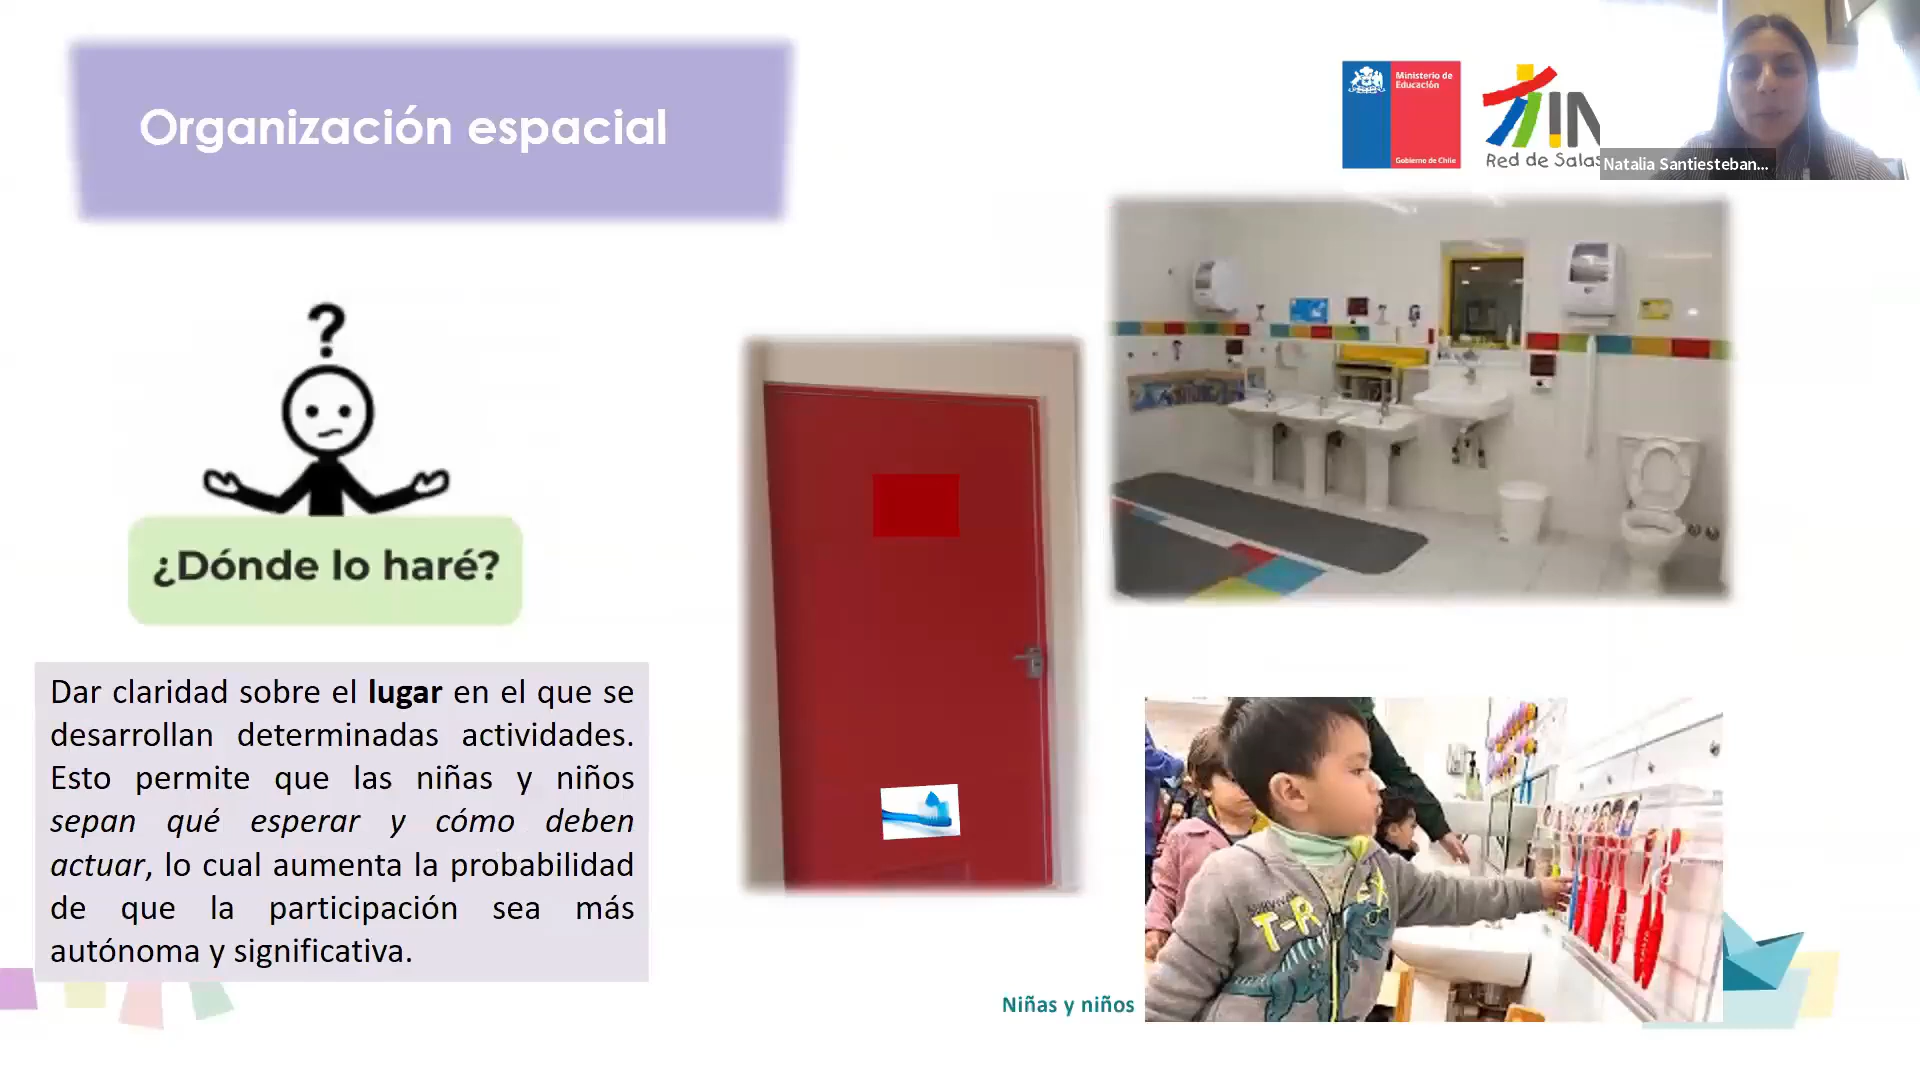 Organización espacial
Ministerio de
Educación
Gobierno de Chile
Red de Salas
Natalia Santiesteban...
?
¿Dónde lo haré?
Dar claridad sobre el lugar en el que se
desarrollan determinadas actividades.
Esto permite que las niñas y niños
sepan qué esperar y cómo deben
actuar, lo cual aumenta la probabilidad
de que la participación sea más
autónoma y significativa.
T-R
Niñas y niños